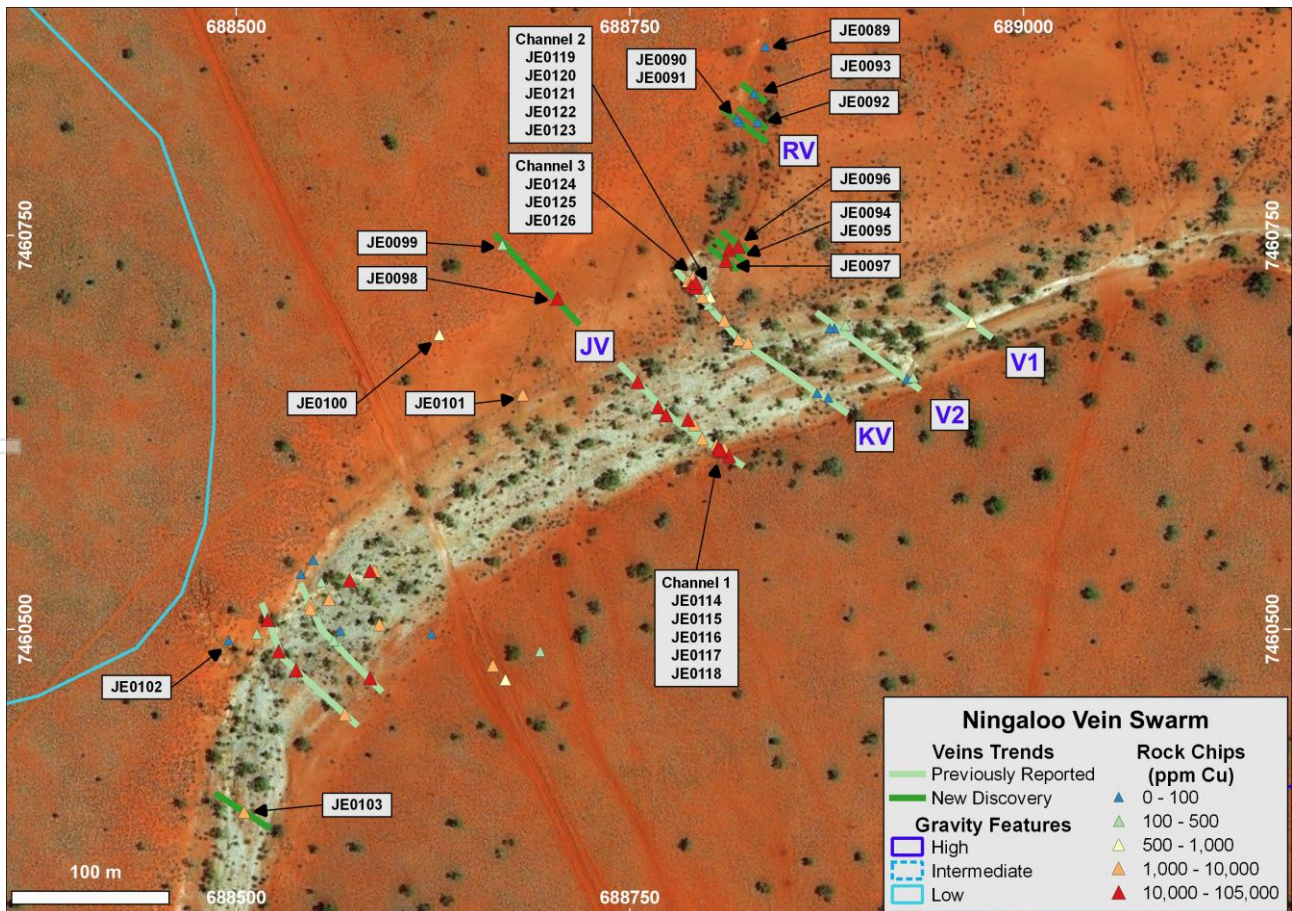 688500
688750
689000
7460750
7460750
7460500
7460500
688500
688750
Channel 2
JE0119
JE0120
JE0121
JE0122
JE0123
JE0090
JE0091
JE0089
JE0093
JE0092
RV
Channel 3
JE0124
JE0125
JE0126
JE0096
JE0094
JE0095
JE0097
JE0099
JE0098
JV
JE0100
JE0101
V1
V2
KV
Channel 1
JE0114
JE0115
JE0116
JE0117
JE0118
JE0102
JE0103
100 m
Ningaloo Vein Swarm
Veins Trends
Previously Reported
New Discovery
Gravity Features
High
Intermediate
Low
Rock Chips
(ppm Cu)
0 - 100
100 - 500
500 - 1,000
1,000 - 10,000
10,000 - 105,000